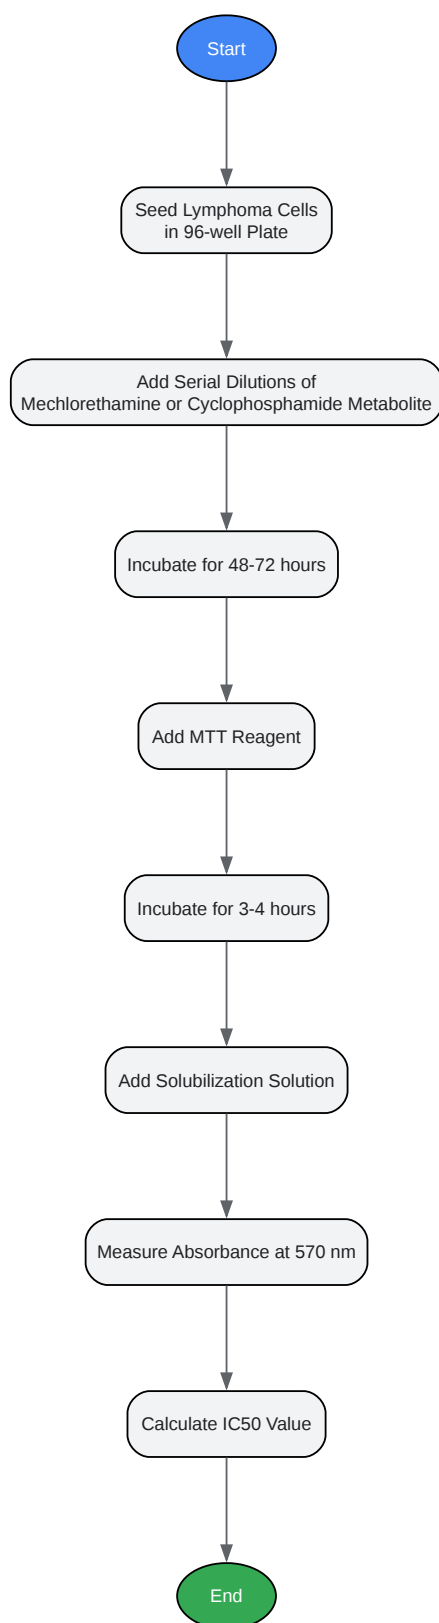 Start
Seed Lymphoma Cells
in 96-well Plate
Add Serial Dilutions of
Mechlorethamine or Cyclophosphamide Metabolite
Incubate for 48-72 hours
Add MTT Reagent
Incubate for 3-4 hours
Add Solubilization Solution
Measure Absorbance at 570 nm
Calculate IC50 Value
End